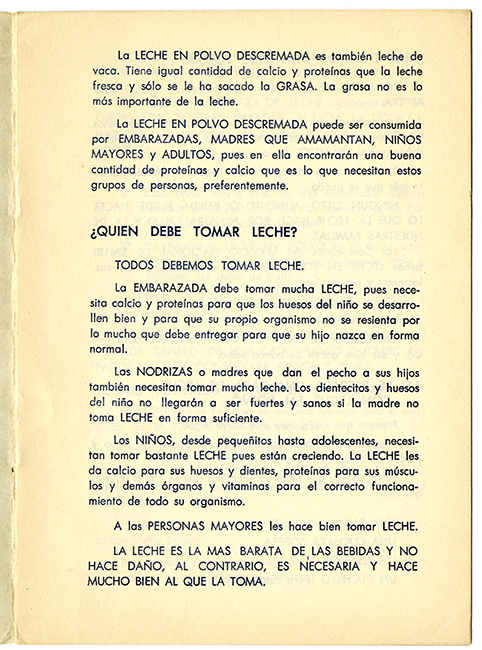 La LECHE EN POLVO DESCREMADA es también leche de
vaca. Tiene igual cantidad de calcio y proteínas que la leche
fresca y sólo se le ha sacado la GRASA. La grasa no es lo
más importante de la leche.
La LECHE EN POLVO DESCREMADA puede ser consumida
por EMBARAZADAS, MADRES QUE AMAMANTAN, NIÑOS
MAYORES y ADULTOS, pues en ella encontrarán una buena
cantidad de proteínas y calcio que es lo que necesitan estos
grupos de personas, preferentemente.
¿QUIEN DEBE TOMAR LECHE?
TODOS DEBEMOS TOMAR LECHE.
La EMBARAZADA debe tomar mucha LECHE, pues nece-
sita calcio y proteínas para que los huesos del niño se desarro-
llen bien y para que su propio organismo no se resienta por
lo mucho que debe entregar para que su hijo nazca en forma
normal.
Las NODRIZAS o madres que dan el pecho a sus hijos
también necesitan tomar mucha leche. Los dientecitos y huesos
del niño no llegarán a ser fuertes y sanos si la madre no
toma LECHE en forma suficiente.
Los NIÑOS, desde pequeñitos hasta adolescentes, necesi-
tan tomar bastante LECHE pues están creciendo. La LECHE les
da calcio para sus huesos y dientes, proteínas para sus múscu-
los y demás órganos y vitaminas para el correcto funciona-
miento de todo su organismo.
A las PERSONAS MAYORES les hace bien tomar LECHE.
LA LECHE ES LA MAS BARATA DE LAS BEBIDAS Y NO
HACE DAÑO, AL CONTRARIO, ES NECESARIA Y HACE
MUCHO BIEN AL QUE LA TOMA.